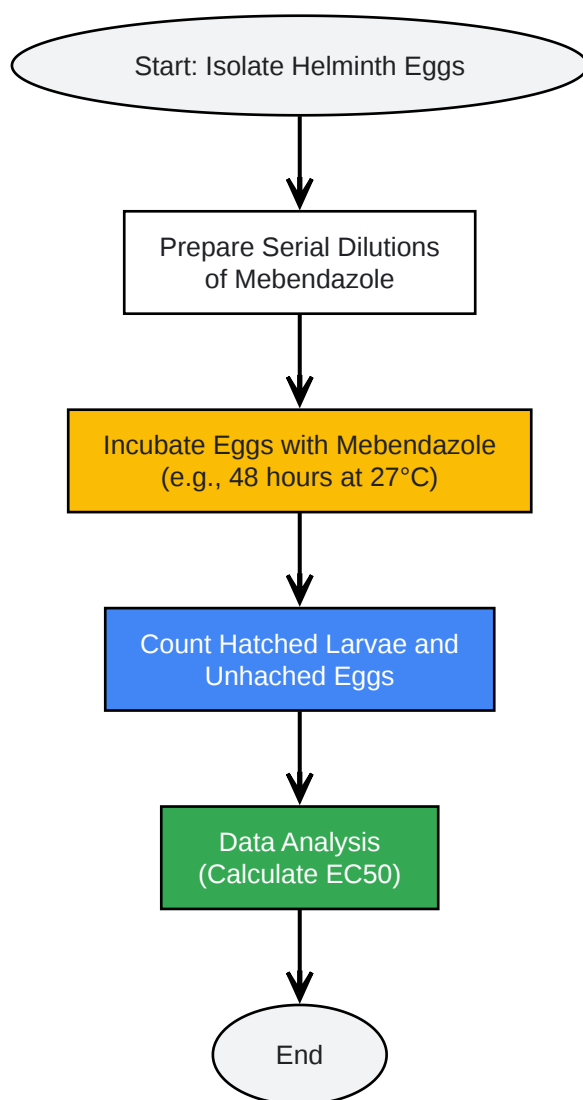 Start: Isolate Helminth Eggs
Prepare Serial Dilutions
of Mebendazole
Incubate Eggs with Mebendazole
(e.g., 48 hours at 27°C)
Count Hatched Larvae and
Unhached Eggs
Data Analysis
(Calculate EC50)
End